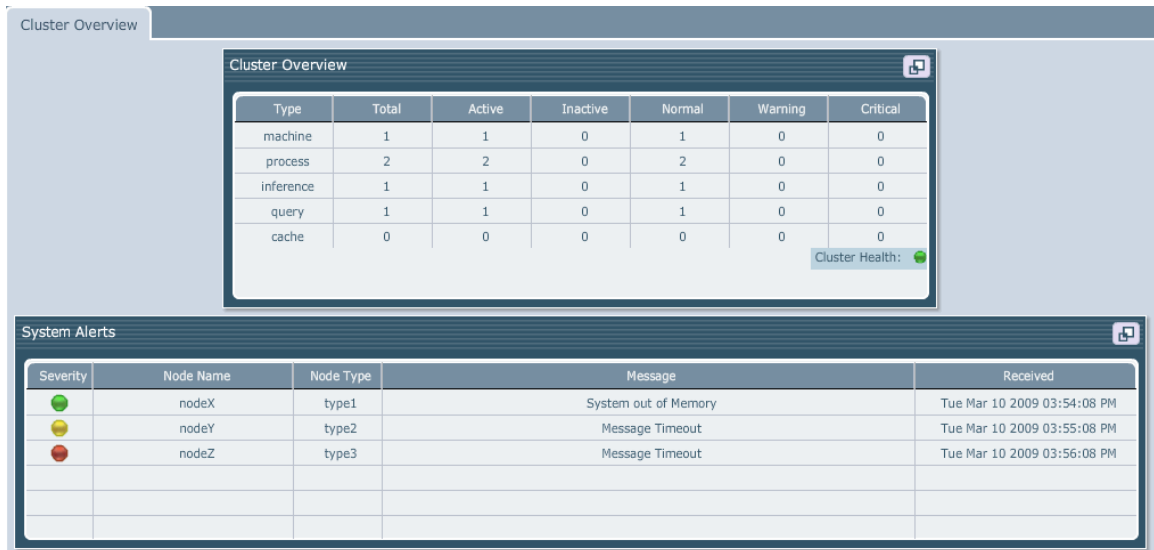 Cluster Overview
Cluster Overview
Type Total Active Inactive Normal Warning Critical
machine 1 1 0 1 0 0
process 2 2 0 2 0 0
inference 1 1 0 1 0 0
query 1 1 0 1 0 0
cache 0 0 0 0 0 0
Cluster Health:
System Alerts
Severity Node Name Node Type Message Received
nodeX type1 System out of Memory Tue Mar 10 2009 03:54:08 PM
nodeY type2 Message Timeout Tue Mar 10 2009 03:55:08 PM
nodeZ type3 Message Timeout Tue Mar 10 2009 03:56:08 PM